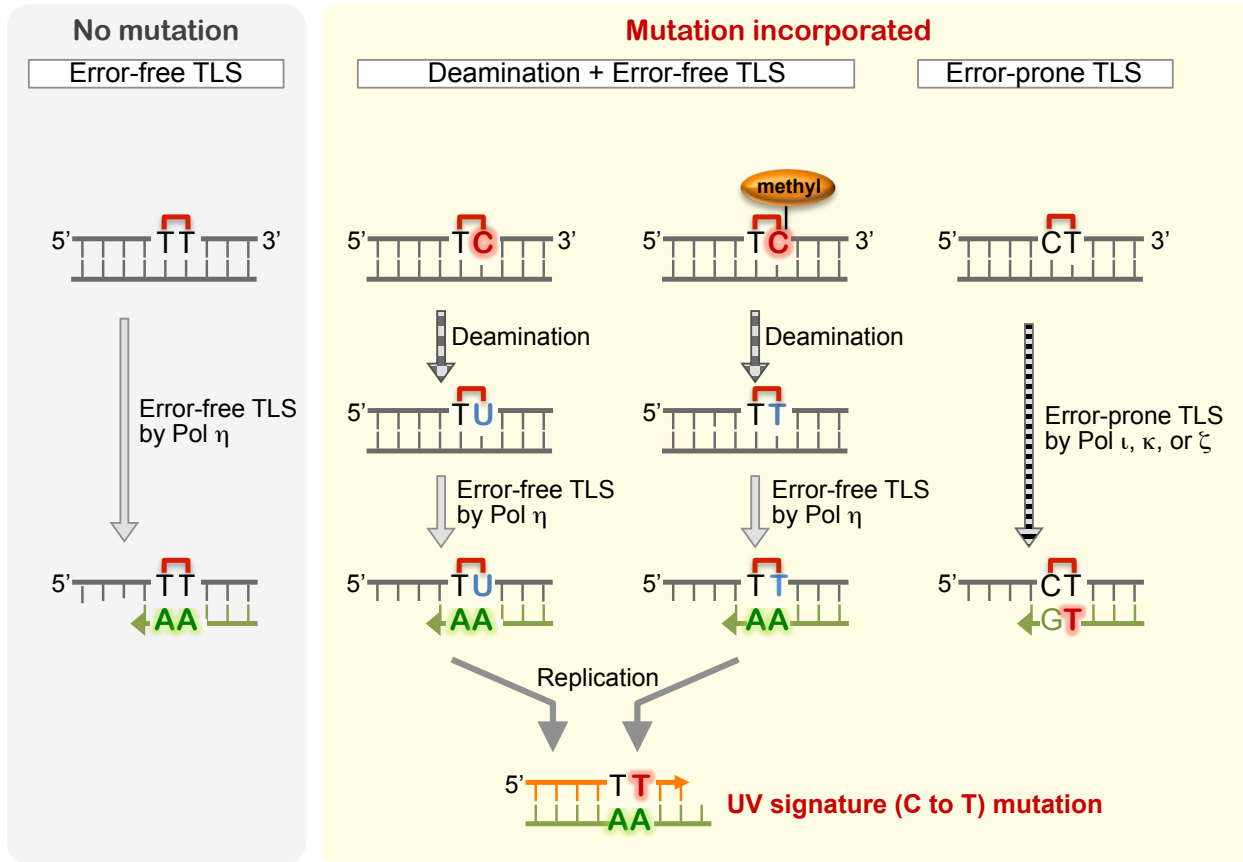 No mutation
Error-free TLS
5’ TT 3’
Error-free TLS
by Pol η
5’ TT
AA
Mutation incorporated
Deamination + Error-free TLS
Error-prone TLS
methyl
5’ TC 3’
5’ TC 3’
5’ CT 3’
Deamination
Deamination
5’ TU
5’ TT
Error-prone TLS
by Pol ι, κ, or ζ
Error-free TLS
by Pol η
Error-free TLS
by Pol η
5’ TU
AA
5’ TT
AA
5’ CT
GT
Replication
5’ TT
AA
UV signature (C to T) mutation